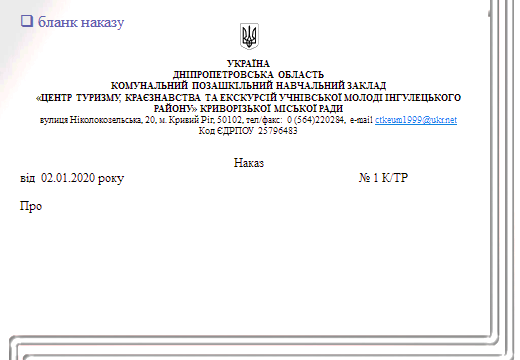 бланк наказу
УКРАЇНА
ДНІПРОПЕТРОВСЬКА ОБЛАСТЬ
КОМУНАЛЬНИЙ ПОЗАШКІЛЬНИЙ НАВЧАЛЬНИЙ ЗАКЛАД
«ЦЕНТР ТУРИЗМУ, КРАЄЗНАВСТВА ТА ЕКСКУРСІЙ УЧНІВСЬКОЇ МОЛОДІ ІНГУЛЕЦЬКОГО
РАЙОНУ» КРИВОРІЗЬКОЇ МІСЬКОЇ РАДИ
вулиця Ніколокозельська, 20, м. Кривий Ріг, 50102, тел/факс: 0 (564)220284, e-mail ctkeum1999@ukr.net
Код ЄДРПОУ 25796483
Наказ
від 02.01.2020 року № 1 К/ТР
Про